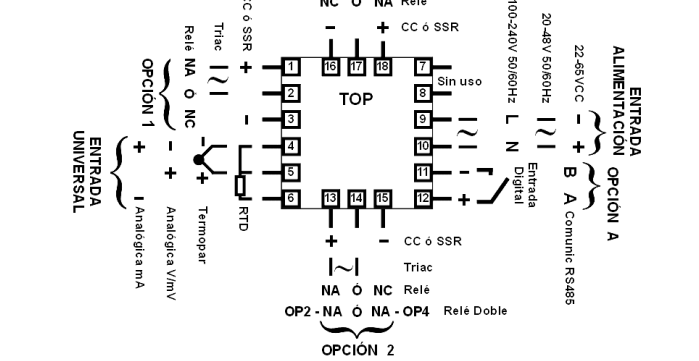 NC Ó NA Relé
− + CC ó SSR
16 17 18
TOP
1
2
3
4
5
6
7
8
9
10
11
12
13 14 15
Sin uso
CC ó SSR
+
−
Triac
Relé NA Ó NC
OPCIÓN 1
ENTRADA
UNIVERSAL
+ − Analógica mA
+ − Analógica V/mV
− + Termopar
RTD
L N 100-240V 50/60Hz
20-48V 50/60Hz
22-65VCC − +
ENTRADA
ALIMENTACIÓN
− +
Entrada
Digital
B A Comunic RS485
OPCIÓN A
+ − CC ó SSR
Triac
NA Ó NC Relé
OP2 - NA Ó NA - OP4 Relé Doble
OPCIÓN 2